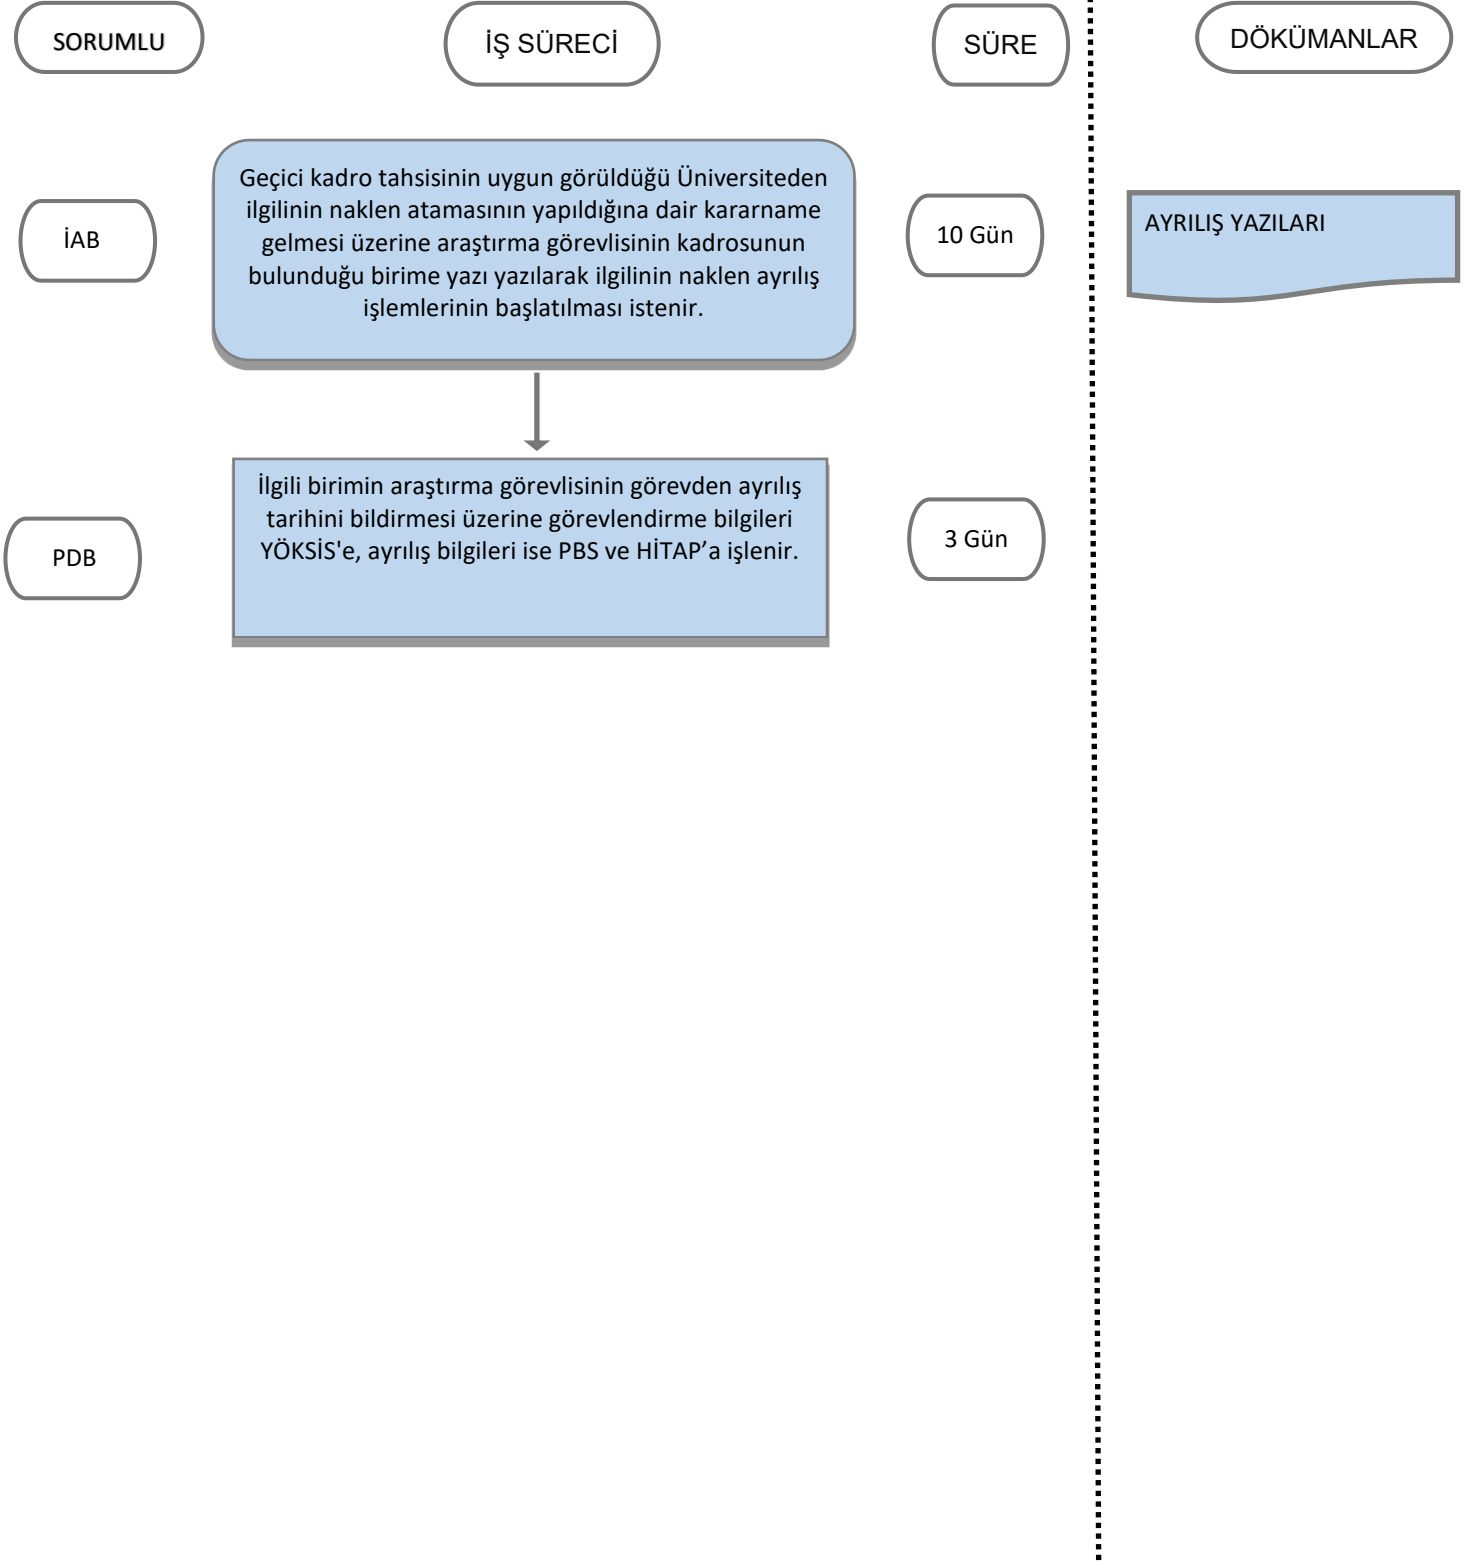 SORUMLU
İŞ SÜRECİ
SÜRE
DÖKÜMANLAR
İAB
Geçici kadro tahsisinin uygun görüldüğü Üniversiteden
ilgilinin naklen atamasının yapıldığına dair kararname
gelmesi üzerine araştırma görevlisinin kadrosunun
bulunduğu birime yazı yazılarak ilgilinin naklen ayrılış
işlemlerinin başlatılması istenir.
10 Gün
AYRILIŞ YAZILARI
PDB
İlgili birimin araştırma görevlisinin görevden ayrılış
tarihini bildirmesi üzerine görevlendirme bilgileri
YÖKSİS'e, ayrılış bilgileri ise PBS ve HİTAP’a işlenir.
3 Gün